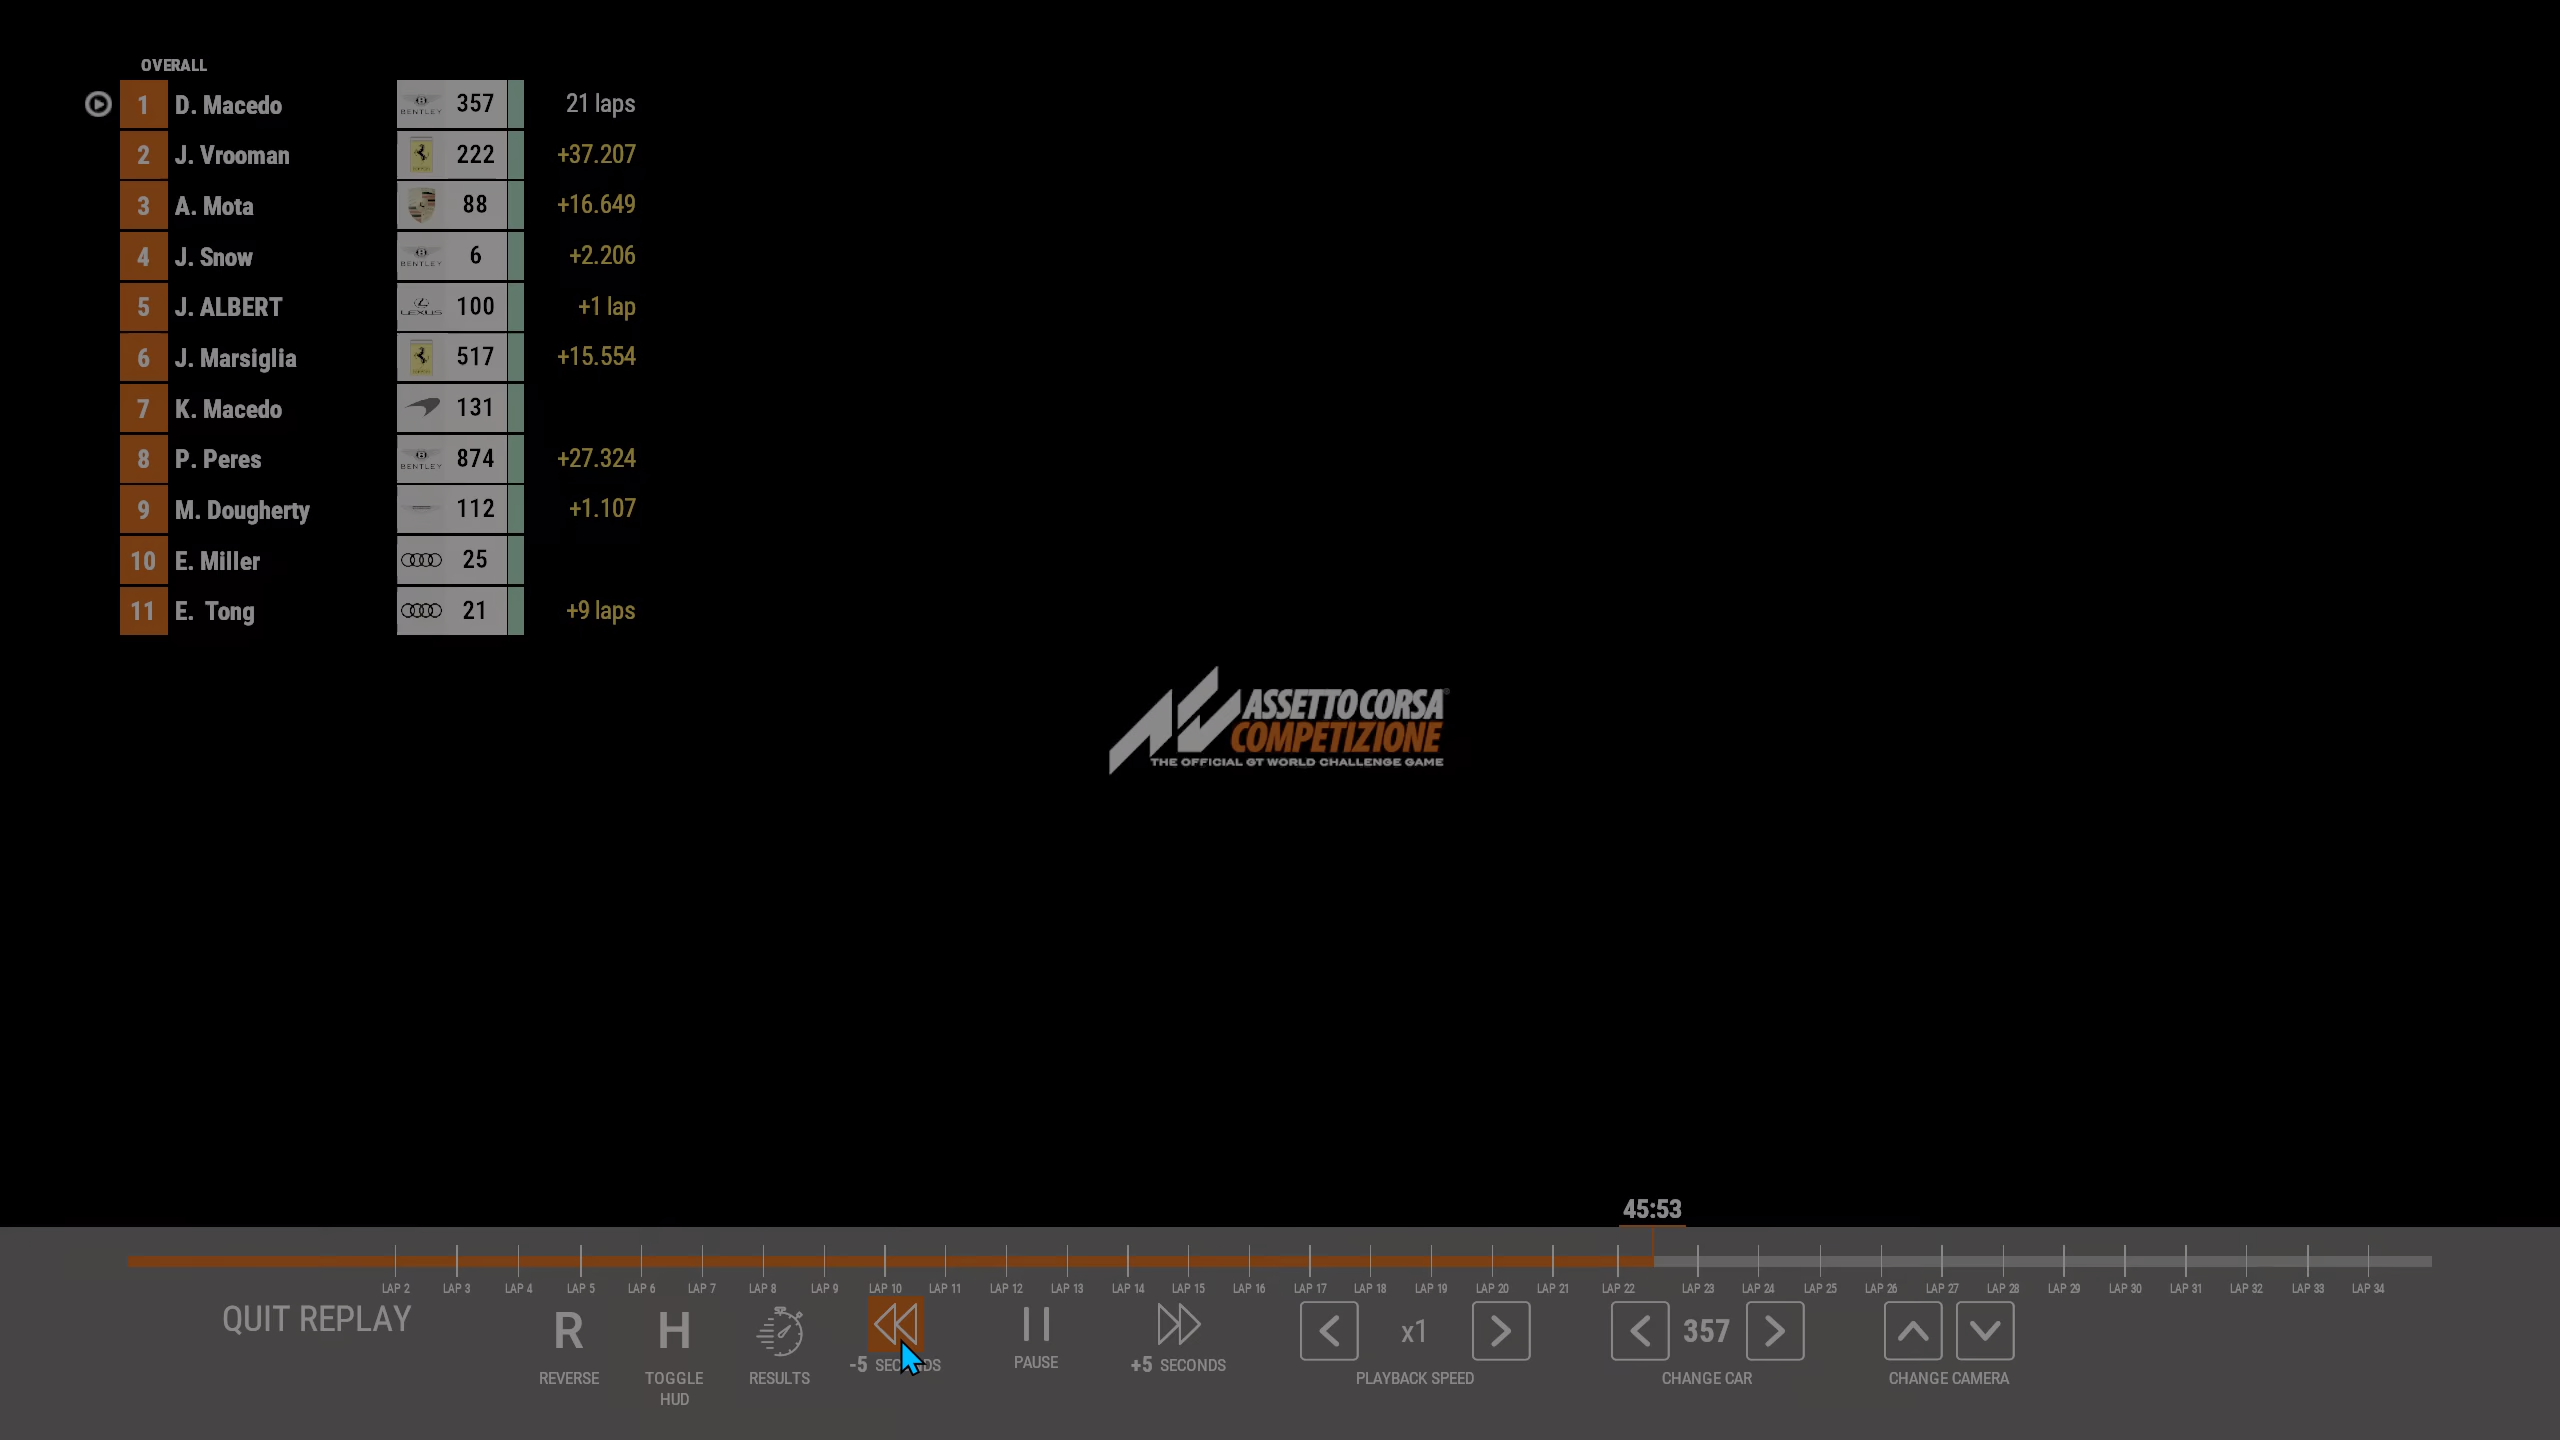 OVERALL
1 D. Macedo BENTLEY 357 21 laps
2 J. Vrooman 222 +37.207
3 A. Mota 88 +16.649
4 J. Snow BENTLEY 6 +2.206
5 J. ALBERT LEXUS 100 +1 lap
6 J. Marsiglia 517 +15.554
7 K. Macedo 131
8 P. Peres BENTLEY 874 +27.324
9 M. Dougherty 112 +1.107
10 E. Miller 25
11 E. Tong 21 +9 laps
ASSETTO CORSA
COMPETIZIONE
THE OFFICIAL GT WORLD CHALLENGE GAME
45:53
LAP 2 LAP 3 LAP 4 LAP 5 LAP 6 LAP 7 LAP 8 LAP 9 LAP 10 LAP 11 LAP 12 LAP 13 LAP 14 LAP 15 LAP 16 LAP 17 LAP 18 LAP 19 LAP 20 LAP 21 LAP 22 LAP 23 LAP 24 LAP 25 LAP 26 LAP 27 LAP 28 LAP 29 LAP 30 LAP 31 LAP 32 LAP 33 LAP 34
QUIT REPLAY R H x1 357
-5 SECONDS PAUSE +5 SECONDS
REVERSE TOGGLE RESULTS PLAYBACK SPEED CHANGE CAR CHANGE CAMERA
HUD